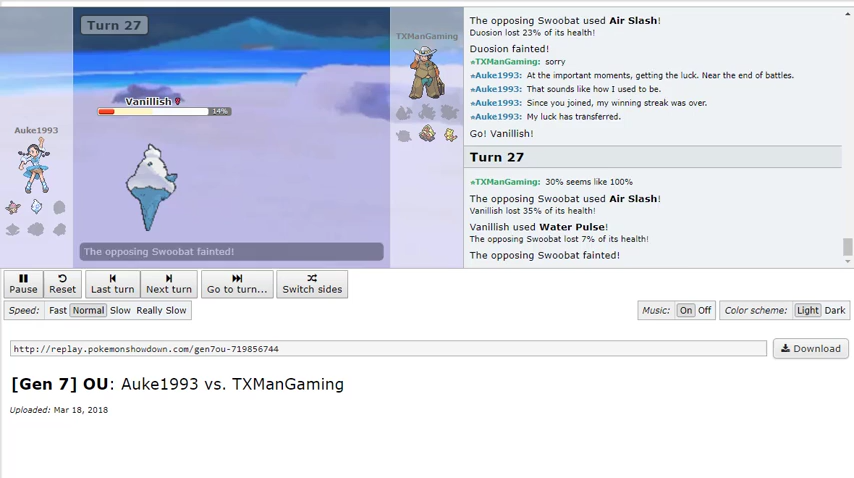 Turn 27
TXManGaming
Vanillish
14%
Auke1993
The opposing Swoobat fainted!
The opposing Swoobat used Air Slash!
Duosion lost 23% of its health!
Duosion fainted!
★TXManGaming: sorry
★Auke1993: At the important moments, getting the luck. Near the end of battles.
★Auke1993: That sounds like how I used to be.
★Auke1993: Since you joined, my winning streak was over.
★Auke1993: My luck has transferred.
Go! Vanillish!
Turn 27
★TXManGaming: 30% seems like 100%
The opposing Swoobat used Air Slash!
Vanillish lost 35% of its health!
Vanillish used Water Pulse!
The opposing Swoobat lost 7% of its health!
The opposing Swoobat fainted!
Pause Reset Last turn Next turn Go to turn... Switch sides
Speed: Fast Normal Slow Really Slow Music: On Off Color scheme: Light Dark
http://replay.pokemonshowdown.com/gen7ou-719856744 Download
[Gen 7] OU: Auke1993 vs. TXManGaming
Uploaded: Mar 18, 2018